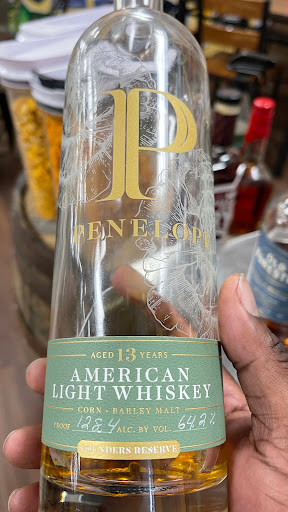 P
PENELOPE
AGED 13 YEARS
AMERICAN
LIGHT WHISKEY
CORN • BARLEY MALT
PROOF 128.4 ALC. BY VOL. 64.2%
FOUNDERS RESERVE